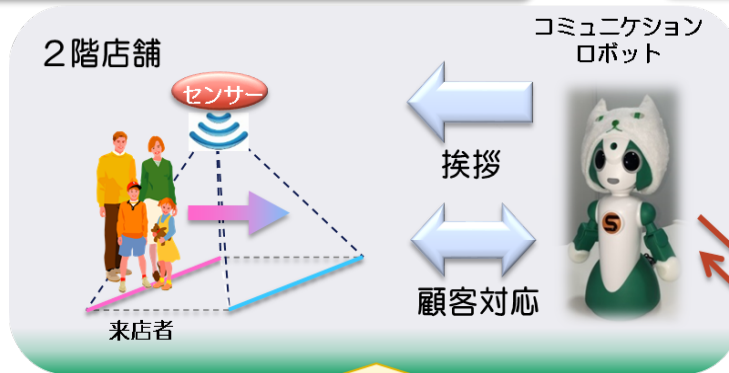 ２階店舗
コミュニケション
ロボット
センサー
挨拶
S
顧客対応
来店者